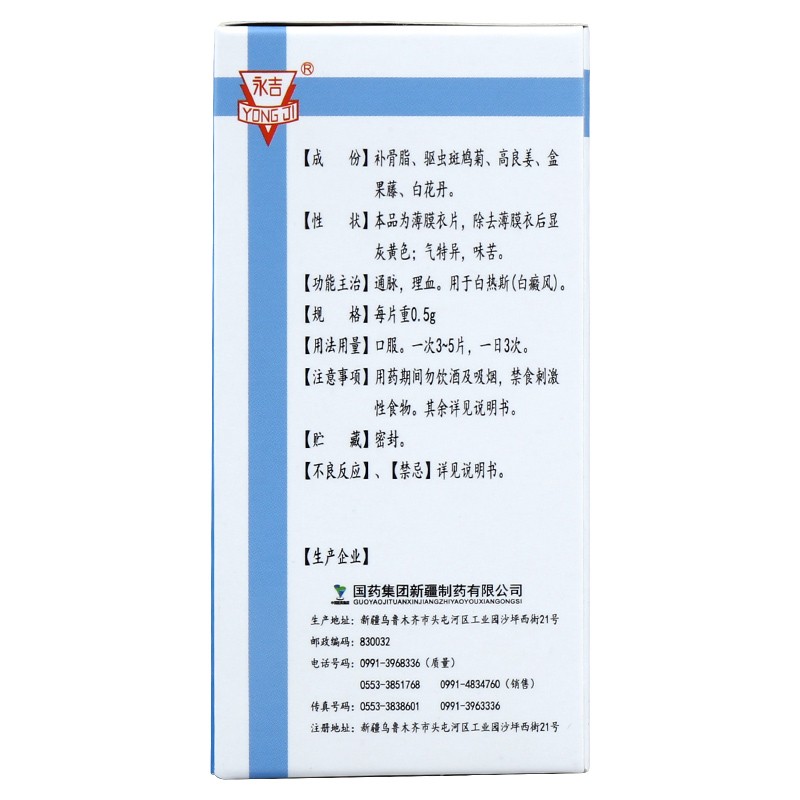 永吉®
YONG JI
【成 份】补骨脂、驱虫斑鸠菊、高良姜、盒
果藤、白花丹。
【性 状】本品为薄膜衣片，除去薄膜衣后显
灰黄色；气特异，味苦。
【功能主治】通脉，理血。用于白热斯(白癜风)。
【规 格】每片重0.5g
【用法用量】口服。一次3~5片，一日3次。
【注意事项】用药期间勿饮酒及吸烟，禁食刺激
性食物。其余详见说明书。
【贮 藏】密封。
【不良反应】、【禁忌】详见说明书。
【生产企业】
国药集团新疆制药有限公司
GUOYAOJITUANXINJIANGZHIYAOYOUXIANGONGSI
生产地址：新疆乌鲁木齐市头屯河区工业园沙坪西街21号
邮政编码：830032
电话号码：0991-3968336（质量）
0553-3851768 0991-4834760（销售）
传真号码：0553-3838601 0991-3963336
注册地址：新疆乌鲁木齐市头屯河区工业园沙坪西街21号